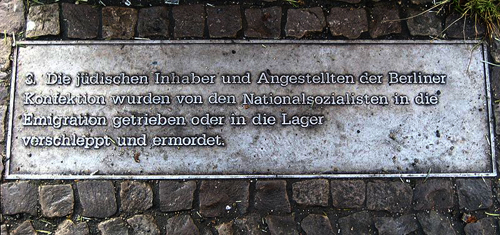 3. Die jüdischen Inhaber und Angestellten der Berliner
Konfektion wurden von den Nationalsozialisten in die
Emigration getrieben oder in die Lager
verschleppt und ermordet.